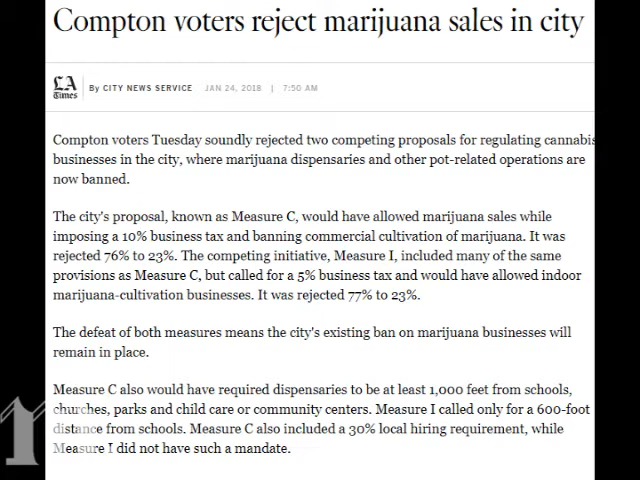 Compton voters reject marijuana sales in city
LA
Times
By CITY NEWS SERVICE JAN 24, 2018 | 7:50 AM
Compton voters Tuesday soundly rejected two competing proposals for regulating cannabis
businesses in the city, where marijuana dispensaries and other pot-related operations are
now banned.
The city's proposal, known as Measure C, would have allowed marijuana sales while
imposing a 10% business tax and banning commercial cultivation of marijuana. It was
rejected 76% to 23%. The competing initiative, Measure I, included many of the same
provisions as Measure C, but called for a 5% business tax and would have allowed indoor
marijuana-cultivation businesses. It was rejected 77% to 23%.
The defeat of both measures means the city's existing ban on marijuana businesses will
remain in place.
Measure C also would have required dispensaries to be at least 1,000 feet from schools,
churches, parks and child care or community centers. Measure I called only for a 600-foot
distance from schools. Measure C also included a 30% local hiring requirement, while
Measure I did not have such a mandate.
1